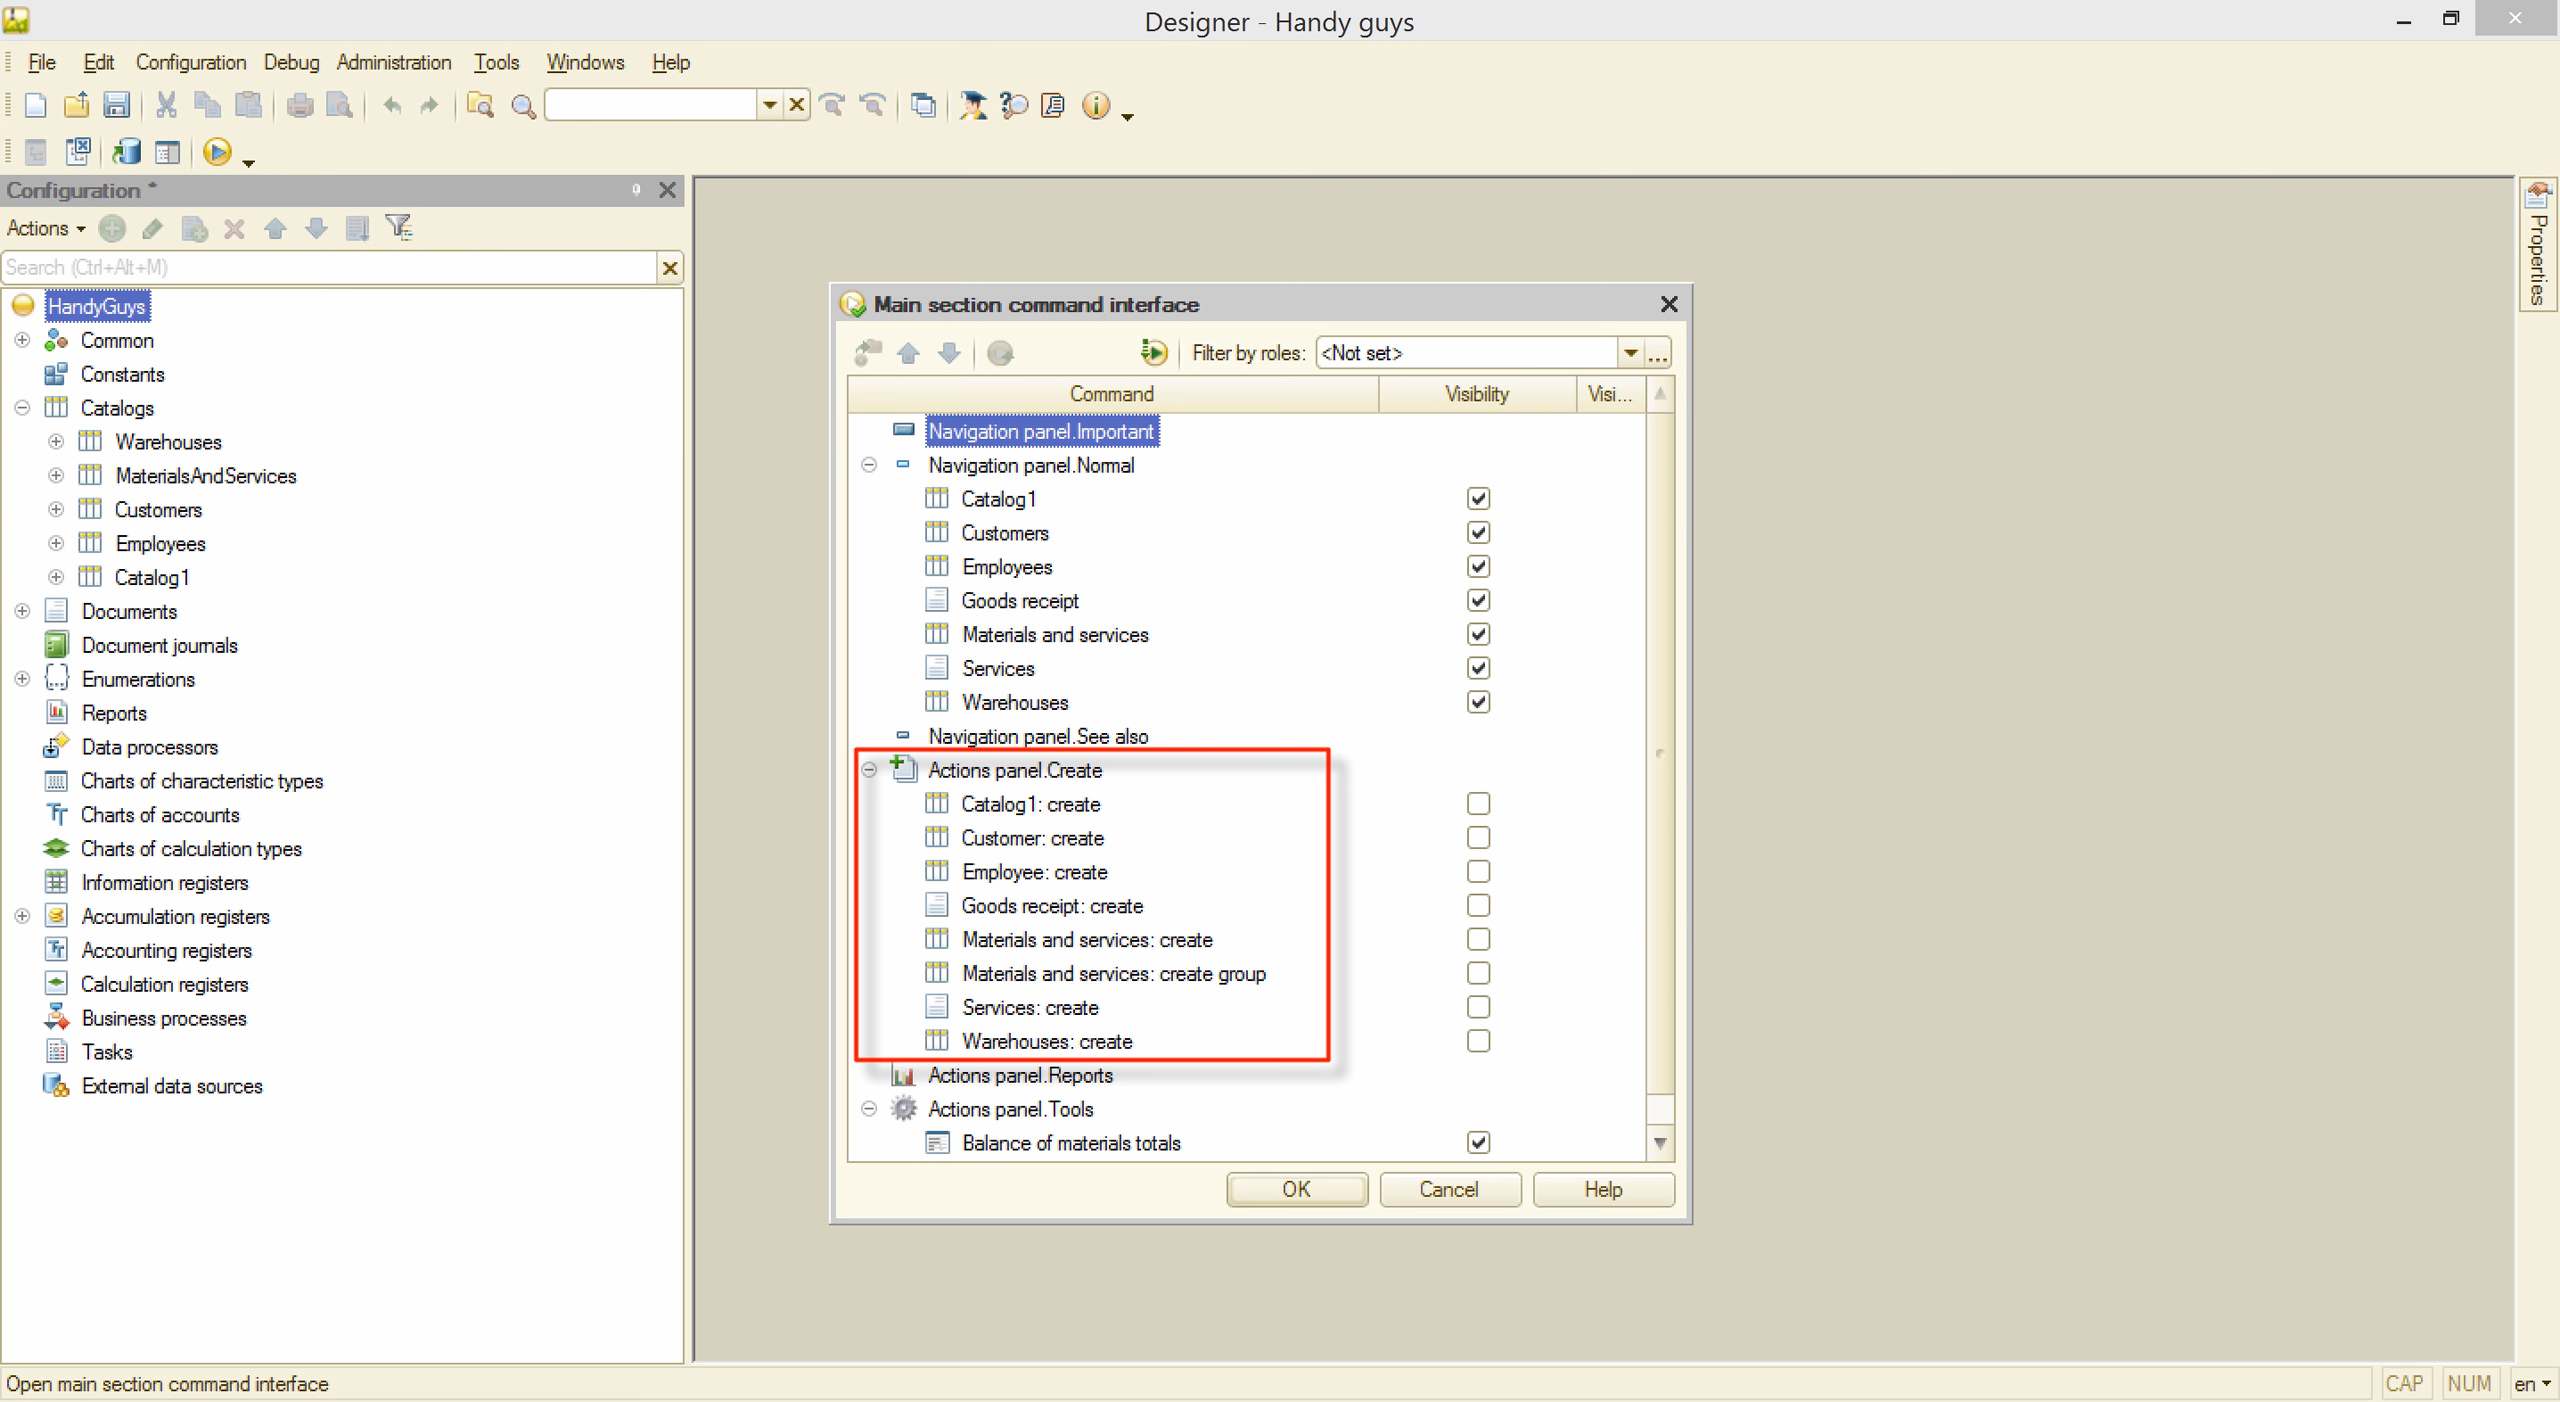 Designer - Handy guys
File Edit Configuration Debug Administration Tools Windows Help
Configuration *
Actions
Search (Ctrl+Alt+M)
HandyGuys
Common
Constants
Catalogs
Warehouses
MaterialsAndServices
Customers
Employees
Catalog1
Documents
Document journals
Enumerations
Reports
Data processors
Charts of characteristic types
Charts of accounts
Charts of calculation types
Information registers
Accumulation registers
Accounting registers
Calculation registers
Business processes
Tasks
External data sources
Main section command interface
Filter by roles: <Not set> ...
Command Visibility Visi...
Navigation panel.Important
Navigation panel.Normal
Catalog1
Customers
Employees
Goods receipt
Materials and services
Services
Warehouses
Navigation panel.See also
Actions panel.Create
Catalog1: create
Customer: create
Employee: create
Goods receipt: create
Materials and services: create
Materials and services: create group
Services: create
Warehouses: create
Actions panel.Reports
Actions panel.Tools
Balance of materials totals
OK Cancel Help
Properties
Open main section command interface
CAP NUM en